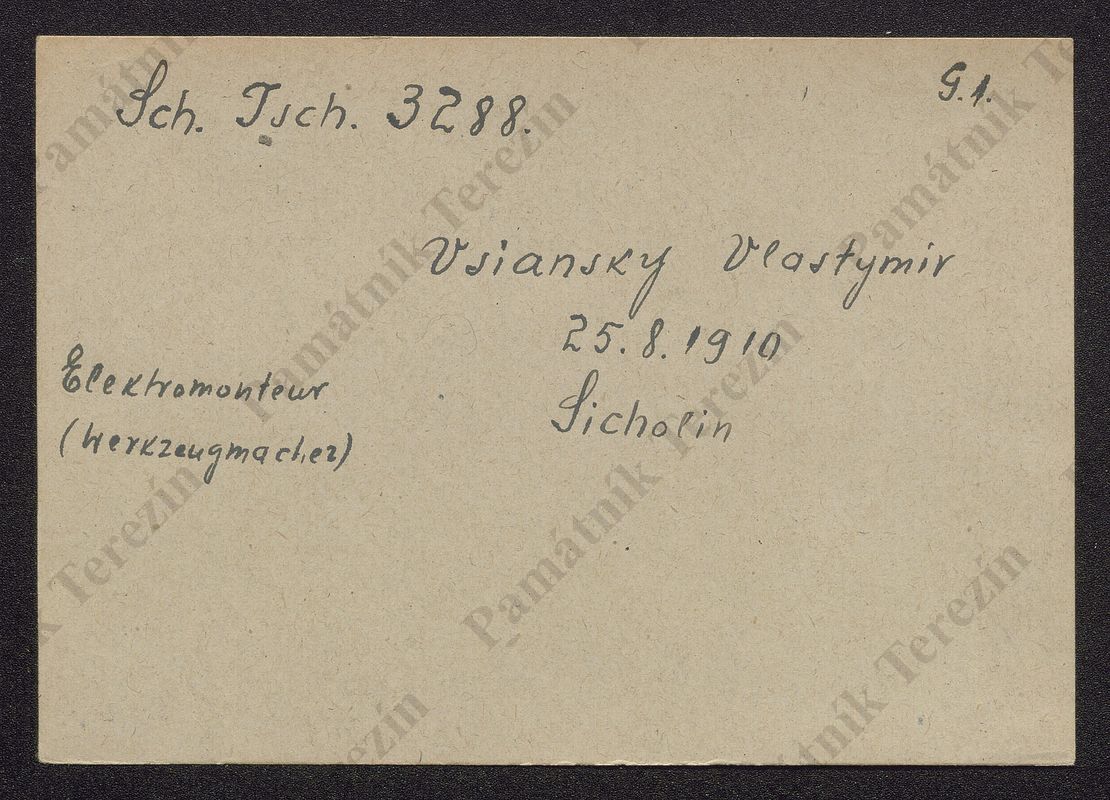 Sch. Tsch. 3288.
G.1.
Vsiansky Vlastymir
25.8.1910
Sicholin
Elektromonteur
(Werkzeugmacher)
Památník Terezín